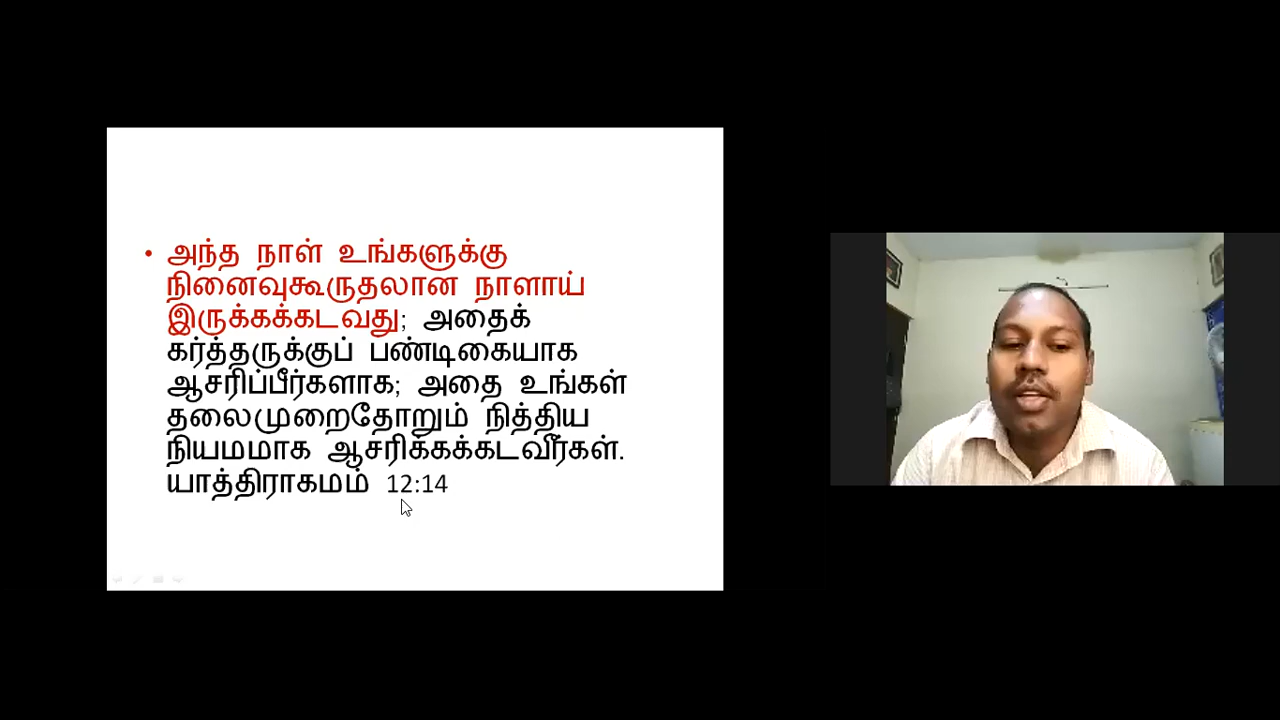 • அந்த நாள் உங்களுக்கு
நினைவுகூருதலான நாளாய்
இருக்கக்கடவது; அதைக்
கர்த்தருக்குப் பண்டிகையாக
ஆசரிப்பீர்களாக; அதை உங்கள்
தலைமுறைதோறும் நித்திய
நியமமாக ஆசரிக்கக்கடவீர்கள்.
யாத்திராகமம் 12:14